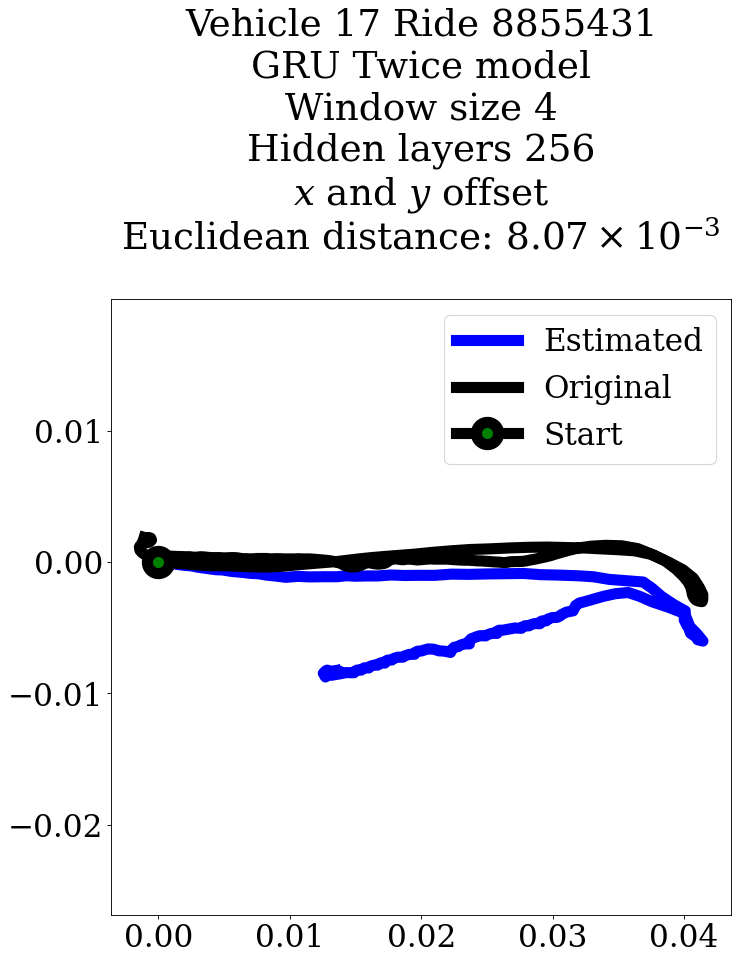 Vehicle 17 Ride 8855431
GRU Twice model
Window size 4
Hidden layers 256
x and y offset
Euclidean distance: 8.07 × 10⁻³
Estimated
Original
Start
0.01
0.00
−0.01
−0.02
0.00 0.01 0.02 0.03 0.04